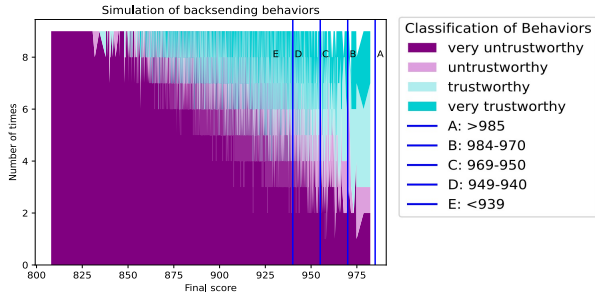 Simulation of backsending behaviors
Number of times
8
6
4
2
0
E D C B A
800 825 850 875 900 925 950 975
Final score
Classification of Behaviors
very untrustworthy
untrustworthy
trustworthy
very trustworthy
A: >985
B: 984-970
C: 969-950
D: 949-940
E: <939